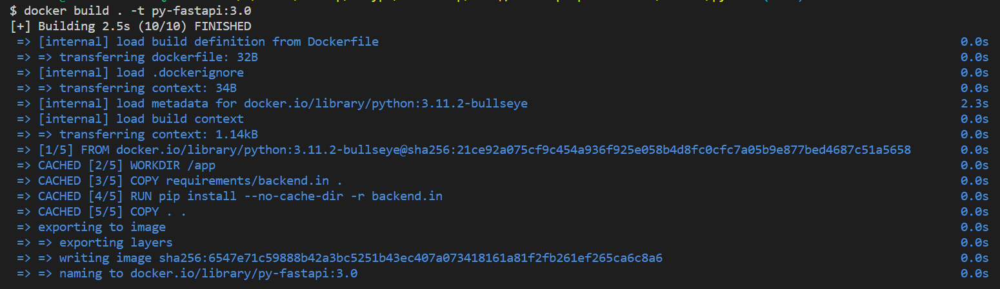 $ docker build . -t py-fastapi:3.0
[+] Building 2.5s (10/10) FINISHED
=> [internal] load build definition from Dockerfile 0.0s
=> => transferring dockerfile: 32B 0.0s
=> [internal] load .dockerignore 0.0s
=> => transferring context: 34B 0.0s
=> [internal] load metadata for docker.io/library/python:3.11.2-bullseye 2.3s
=> [internal] load build context 0.0s
=> => transferring context: 1.14kB 0.0s
=> [1/5] FROM docker.io/library/python:3.11.2-bullseye@sha256:21ce92a075cf9c454a936f925e058b4d8fc0cfc7a05b9e877bed4687c51a5658 0.0s
=> CACHED [2/5] WORKDIR /app 0.0s
=> CACHED [3/5] COPY requirements/backend.in . 0.0s
=> CACHED [4/5] RUN pip install --no-cache-dir -r backend.in 0.0s
=> CACHED [5/5] COPY . . 0.0s
=> exporting to image 0.0s
=> => exporting layers 0.0s
=> => writing image sha256:6547e71c59888b42a3bc5251b43ec407a073418161a81f2fb261ef265ca6c8a6 0.0s
=> => naming to docker.io/library/py-fastapi:3.0 0.0s